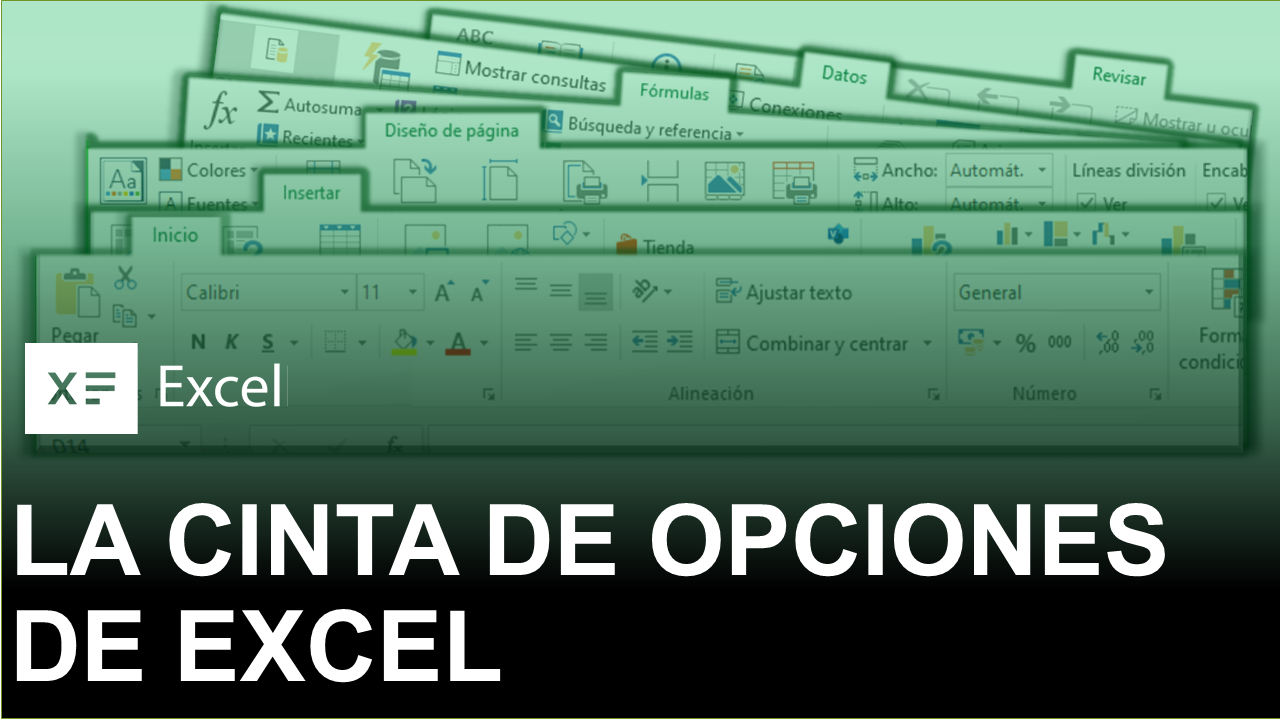 ABC
Datos
Revisar
Mostrar consultas
Fórmulas
Conexiones
Mostrar u ocu
fx Autosuma
Recientes
Diseño de página
Búsqueda y referencia
Aa Colores
Ancho: Automát. Líneas división Encab
A Fuentes
Alto: Automát. Ver
Insertar
Inicio
Tienda
Calibri 11 A A
Ajustar texto
General
Pegar
N K S A
Combinar y centrar
% 000
Form
condició
Alineación
Número
X Excel
D14 fx
LA CINTA DE OPCIONES
DE EXCEL